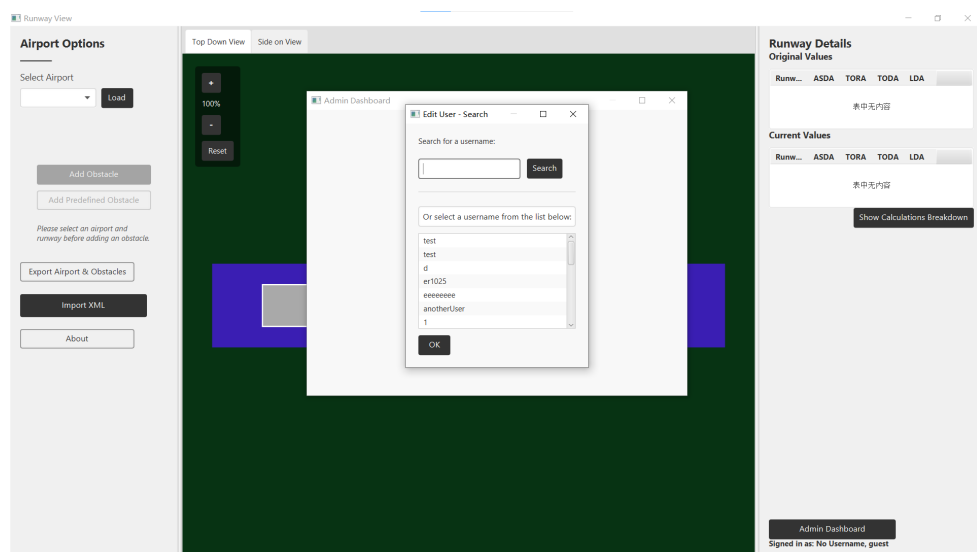 Runway View
Airport Options
Select Airport
Load
Add Obstacle
Add Predefined Obstacle
Please select an airport and
runway before adding an obstacle.
Export Airport & Obstacles
Import XML
About
Top Down View Side on View
+
100%
-
Reset
Admin Dashboard
Edit User - Search
Search for a username:
Search
Or select a username from the list below:
test
test
d
er1025
eeeeeeee
anotherUser
1
OK
Runway Details
Original Values
Runw... ASDA TORA TODA LDA
表中无内容
Current Values
Runw... ASDA TORA TODA LDA
表中无内容
Show Calculations Breakdown
Admin Dashboard
Signed in as: No Username, guest